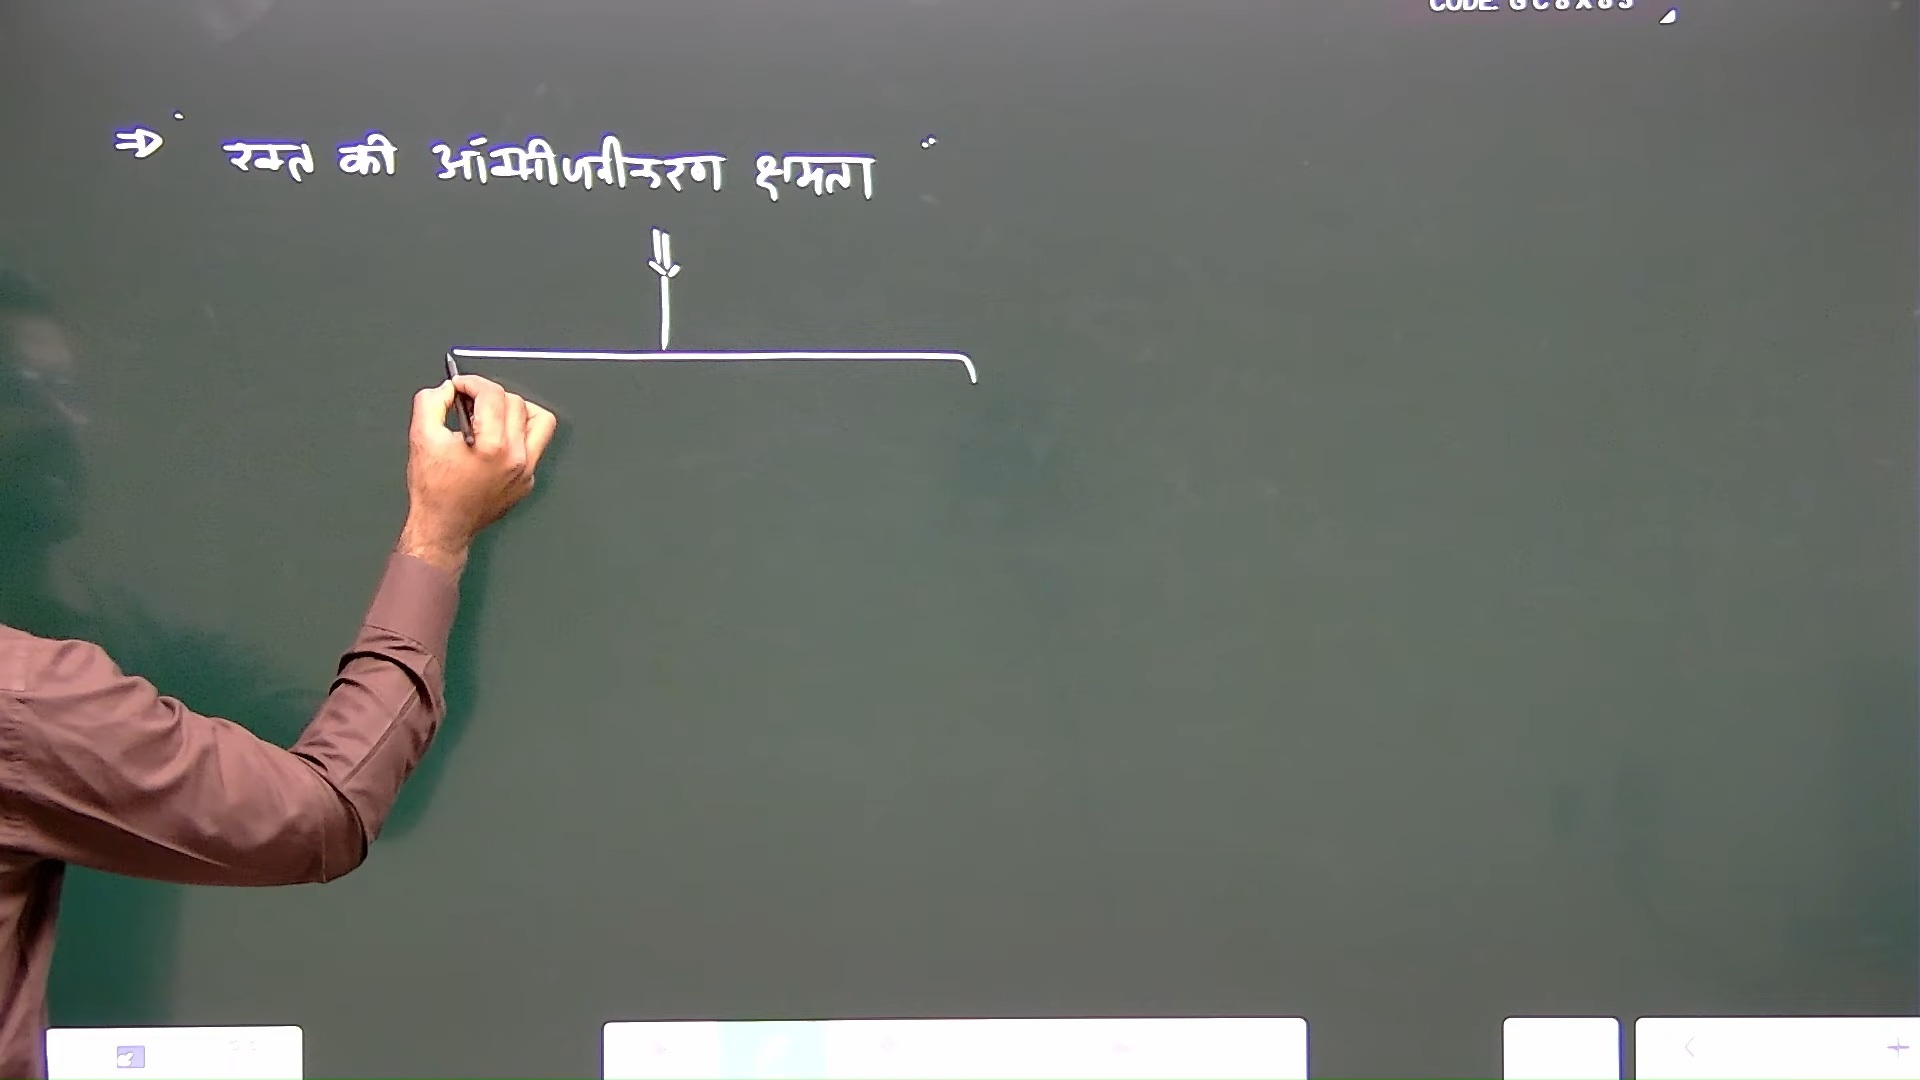 ⇒ रक्त की ऑक्सीजनीकरण क्षमता